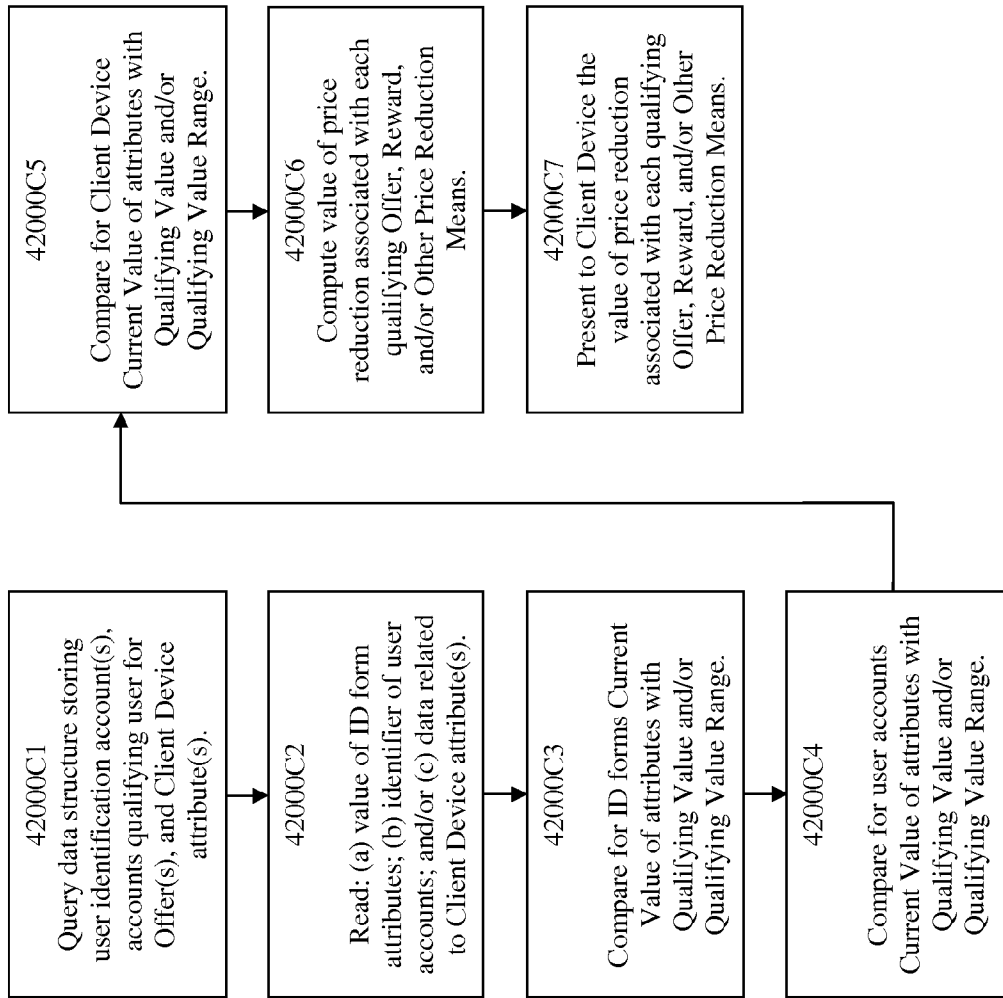 42000C1
Query data structure storing
user identification account(s),
accounts qualifying user for
Offer(s), and Client Device
attribute(s).
42000C2
Read: (a) value of ID form
attributes; (b) identifier of user
accounts; and/or (c) data related
to Client Device attribute(s).
42000C3
Compare for ID forms Current
Value of attributes with
Qualifying Value and/or
Qualifying Value Range.
42000C4
Compare for user accounts
Current Value of attributes with
Qualifying Value and/or
Qualifying Value Range.
42000C5
Compare for Client Device
Current Value of attributes with
Qualifying Value and/or
Qualifying Value Range.
42000C6
Compute value of price
reduction associated with each
qualifying Offer, Reward,
and/or Other Price Reduction
Means.
42000C7
Present to Client Device the
value of price reduction
associated with each qualifying
Offer, Reward, and/or Other
Price Reduction Means.